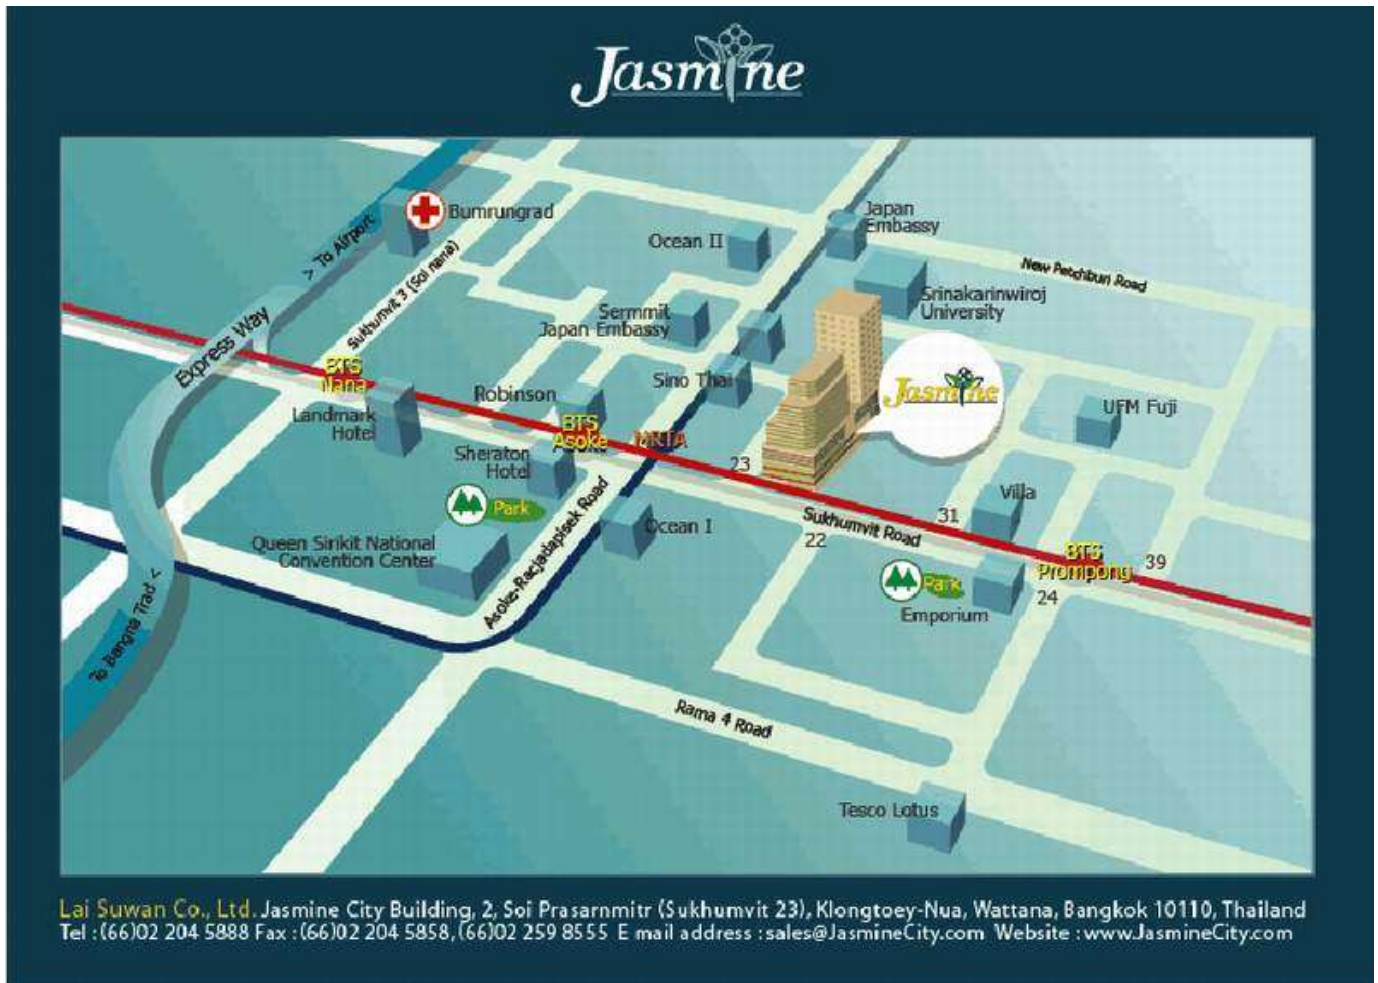 Jasmine
Bumrungrad
Japan
Embassy
Ocean II
> To Airport
Sukhumvit 3 (Soi nana)
New Petchburi Road
Srinakarinwiroj
University
Sermmit
Japan Embassy
Express Way
BTS
Nana
Sino Thai
Jasmine
Robinson
Landmark
Hotel
UFM Fuji
BTS
Asoke
MRTA
Sheraton
Hotel
23
Park
Villa
31
Sukhumvit Road
22
Ocean I
Asoke-Racjadapisek Road
Queen Sirikit National
Convention Center
BTS
Prompong
39
24
Park
Emporium
To Bangna Trad <
Rama 4 Road
Tesco Lotus
Lai Suwan Co., Ltd. Jasmine City Building, 2, Soi Prasarnmitr (Sukhumvit 23), Klongtoey-Nua, Wattana, Bangkok 10110, Thailand
Tel :(66)02 204 5888 Fax :(66)02 204 5858, (66)02 259 8555 E mail address :sales@JasmineCity.com Website :www.JasmineCity.com